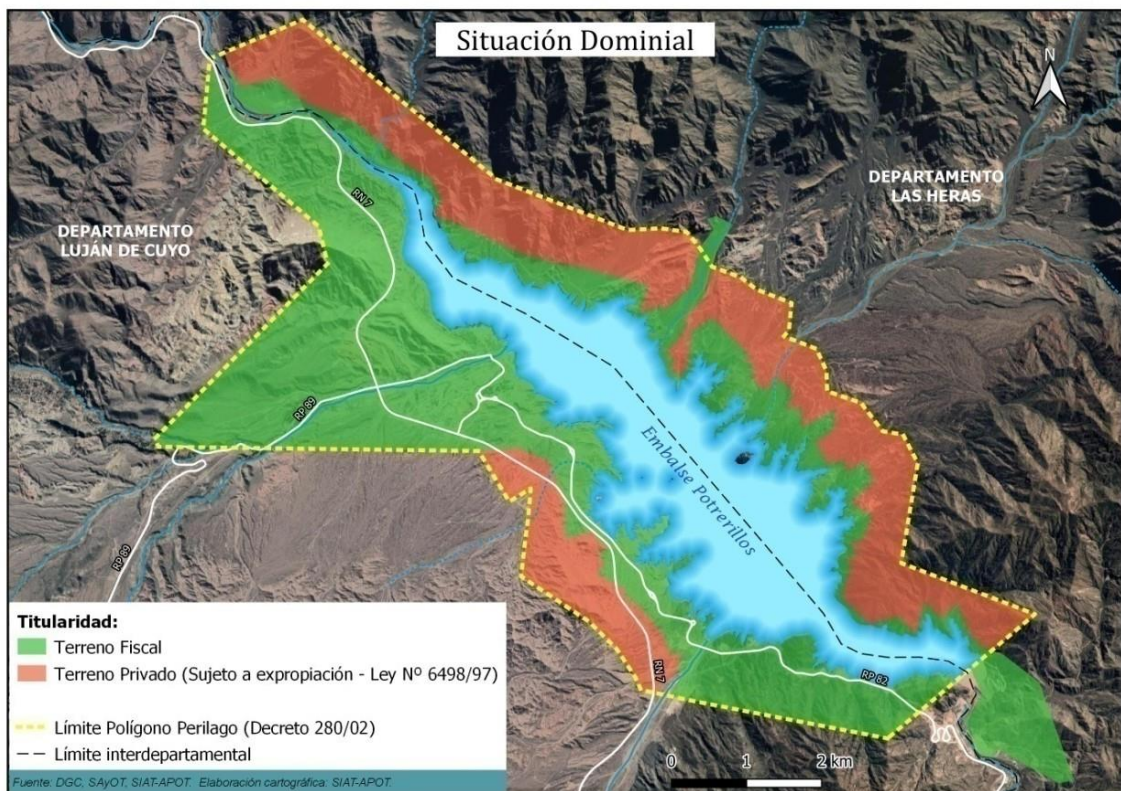 Situación Dominial
N
DEPARTAMENTO
LAS HERAS
DEPARTAMENTO
LUJÁN DE CUYO
RN 7
RP 89
Embalse Potrerillos
RP 89
RN 7
RP 82
Titularidad:
Terreno Fiscal
Terreno Privado (Sujeto a expropiación - Ley Nº 6498/97)
Límite Polígono Perilago (Decreto 280/02)
Límite interdepartamental
0 1 2 km
Fuente: DGC, SAyOT, SIAT-APOT. Elaboración cartográfica: SIAT-APOT.